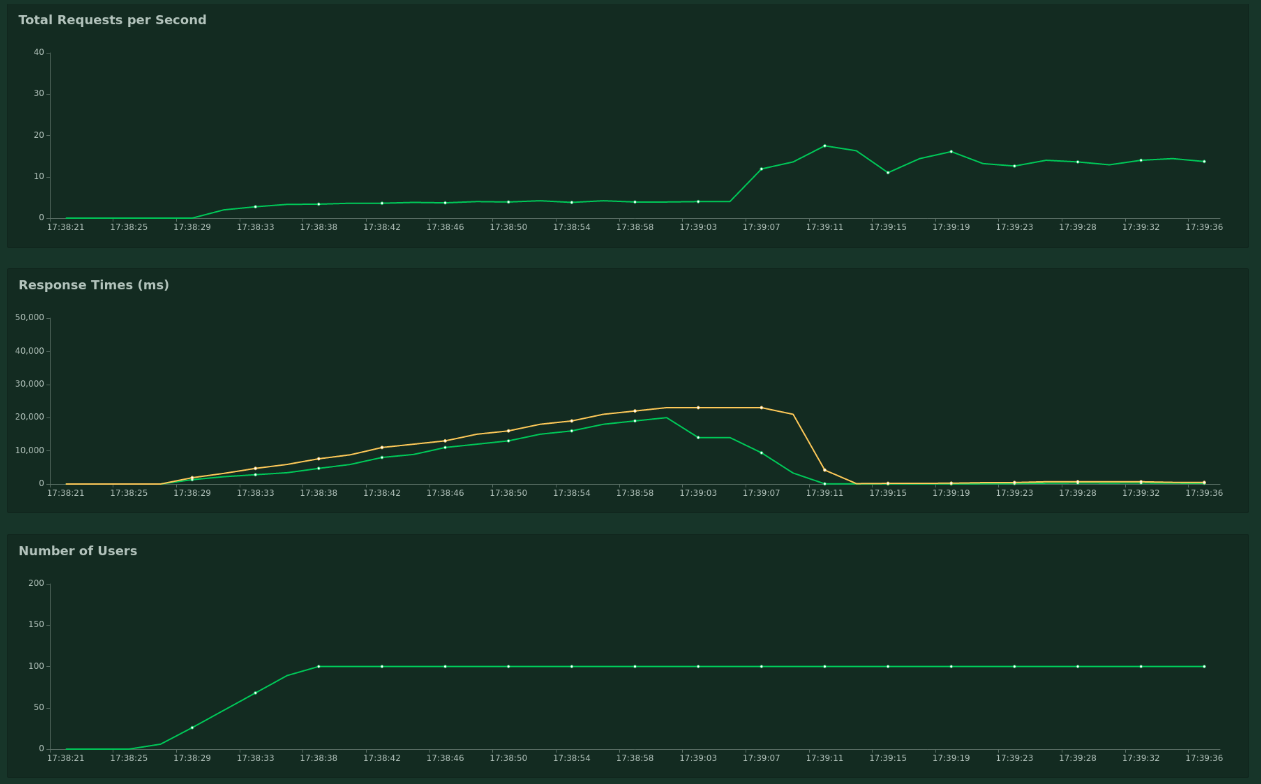 Total Requests per Second
40
30
20
10
0
17:38:21 17:38:25 17:38:29 17:38:33 17:38:38 17:38:42 17:38:46 17:38:50 17:38:54 17:38:58 17:39:03 17:39:07 17:39:11 17:39:15 17:39:19 17:39:23 17:39:28 17:39:32 17:39:36
Response Times (ms)
50,000
40,000
30,000
20,000
10,000
0
17:38:21 17:38:25 17:38:29 17:38:33 17:38:38 17:38:42 17:38:46 17:38:50 17:38:54 17:38:58 17:39:03 17:39:07 17:39:11 17:39:15 17:39:19 17:39:23 17:39:28 17:39:32 17:39:36
Number of Users
200
150
100
50
0
17:38:21 17:38:25 17:38:29 17:38:33 17:38:38 17:38:42 17:38:46 17:38:50 17:38:54 17:38:58 17:39:03 17:39:07 17:39:11 17:39:15 17:39:19 17:39:23 17:39:28 17:39:32 17:39:36